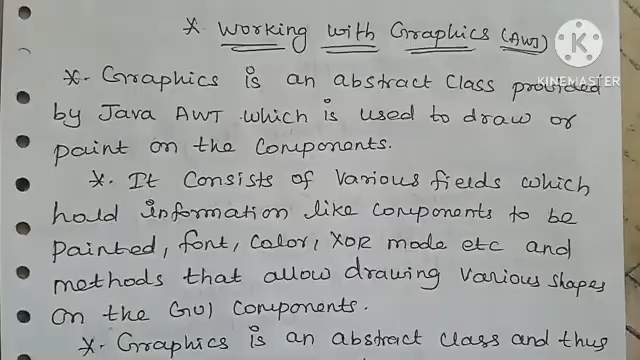 * Working with Graphics (AWT)
KINEMASTER
*. Graphics is an abstract class provided
by Java AWT which is used to draw or
paint on the components.
*. It consists of various fields which
hold information like components to be
painted, font, color, XOR mode etc and
methods that allow drawing various shapes
on the GUI components.
*. Graphics is an abstract class and thus